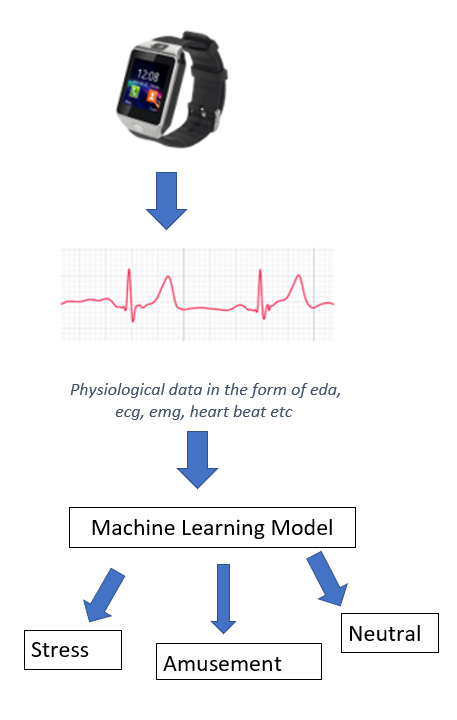 12:08
Physiological data in the form of eda,
ecg, emg, heart beat etc
Machine Learning Model
Stress
Amusement
Neutral